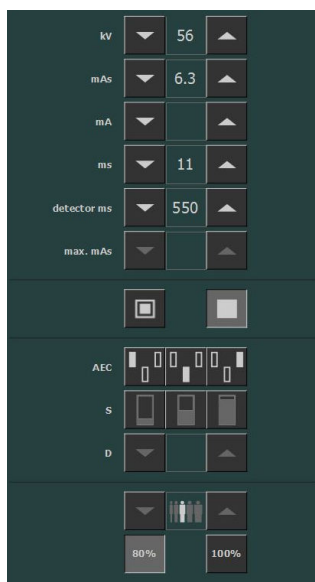 kV 56
mAs 6.3
mA
ms 11
detector ms 550
max. mAs
AEC
S
D
80% 100%